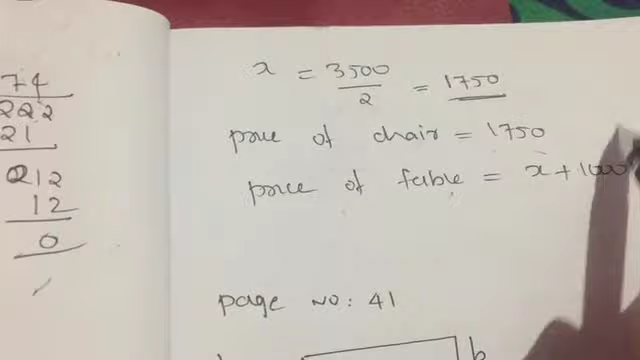 74
222
21
212
12
0
x = 3500/2 = 1750
price of chair = 1750
price of table = x + 1000
page no: 41
b